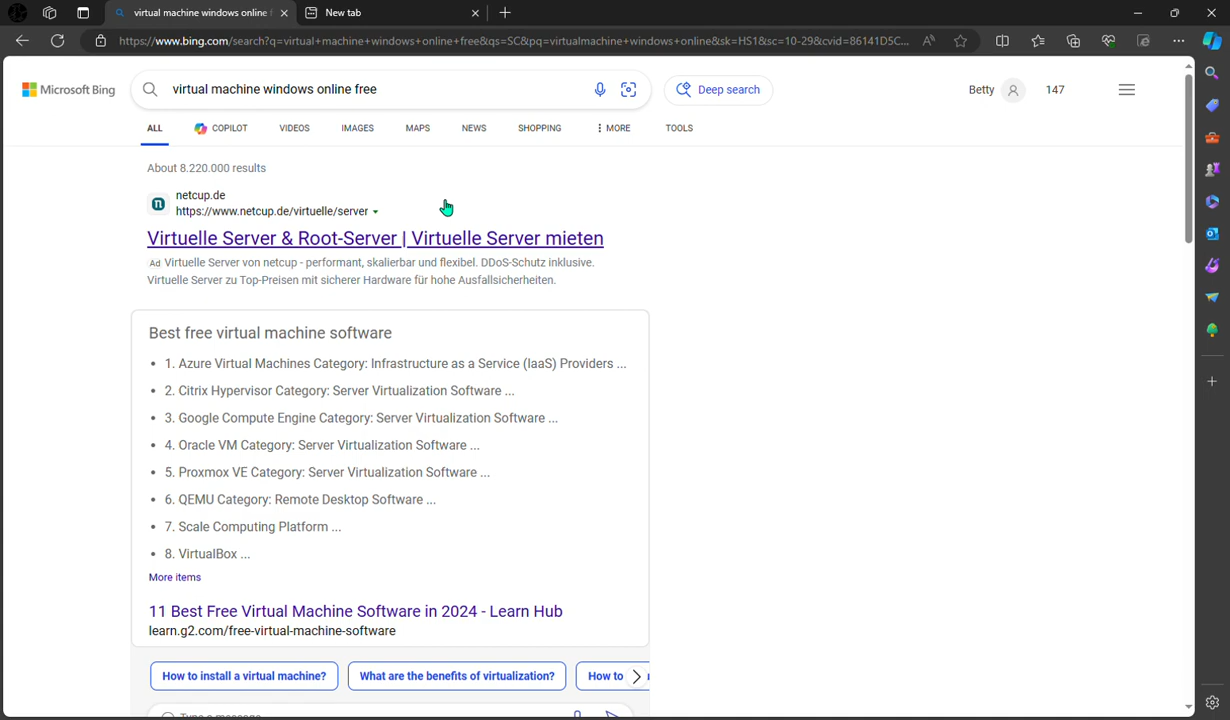 virtual machine windows online f
New tab
https://www.bing.com/search?q=virtual+machine+windows+online+free&qs=SC&pq=virtualmachine+windows+online&sk=HS1&sc=10-29&cvid=86141D5C...
Microsoft Bing
virtual machine windows online free
Deep search
Betty
147
ALL
COPILOT
VIDEOS
IMAGES
MAPS
NEWS
SHOPPING
MORE
TOOLS
About 8.220.000 results
netcup.de
https://www.netcup.de/virtuelle/server
Virtuelle Server & Root-Server | Virtuelle Server mieten
Ad Virtuelle Server von netcup - performant, skalierbar und flexibel. DDoS-Schutz inklusive.
Virtuelle Server zu Top-Preisen mit sicherer Hardware für hohe Ausfallsicherheiten.
Best free virtual machine software
• 1. Azure Virtual Machines Category: Infrastructure as a Service (IaaS) Providers ...
• 2. Citrix Hypervisor Category: Server Virtualization Software ...
• 3. Google Compute Engine Category: Server Virtualization Software ...
• 4. Oracle VM Category: Server Virtualization Software ...
• 5. Proxmox VE Category: Server Virtualization Software ...
• 6. QEMU Category: Remote Desktop Software ...
• 7. Scale Computing Platform ...
• 8. VirtualBox ...
More items
11 Best Free Virtual Machine Software in 2024 - Learn Hub
learn.g2.com/free-virtual-machine-software
How to install a virtual machine?
What are the benefits of virtualization?
How to